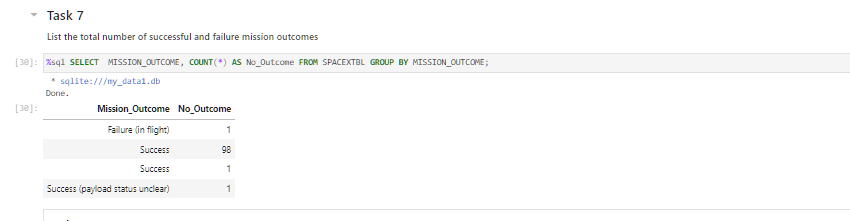 Task 7
List the total number of successful and failure mission outcomes
[30]: %sql SELECT MISSION_OUTCOME, COUNT(*) AS No_Outcome FROM SPACEXTBL GROUP BY MISSION_OUTCOME;
* sqlite:///my_data1.db
Done.
[30]: Mission_Outcome No_Outcome
Failure (in flight) 1
Success 98
Success 1
Success (payload status unclear) 1